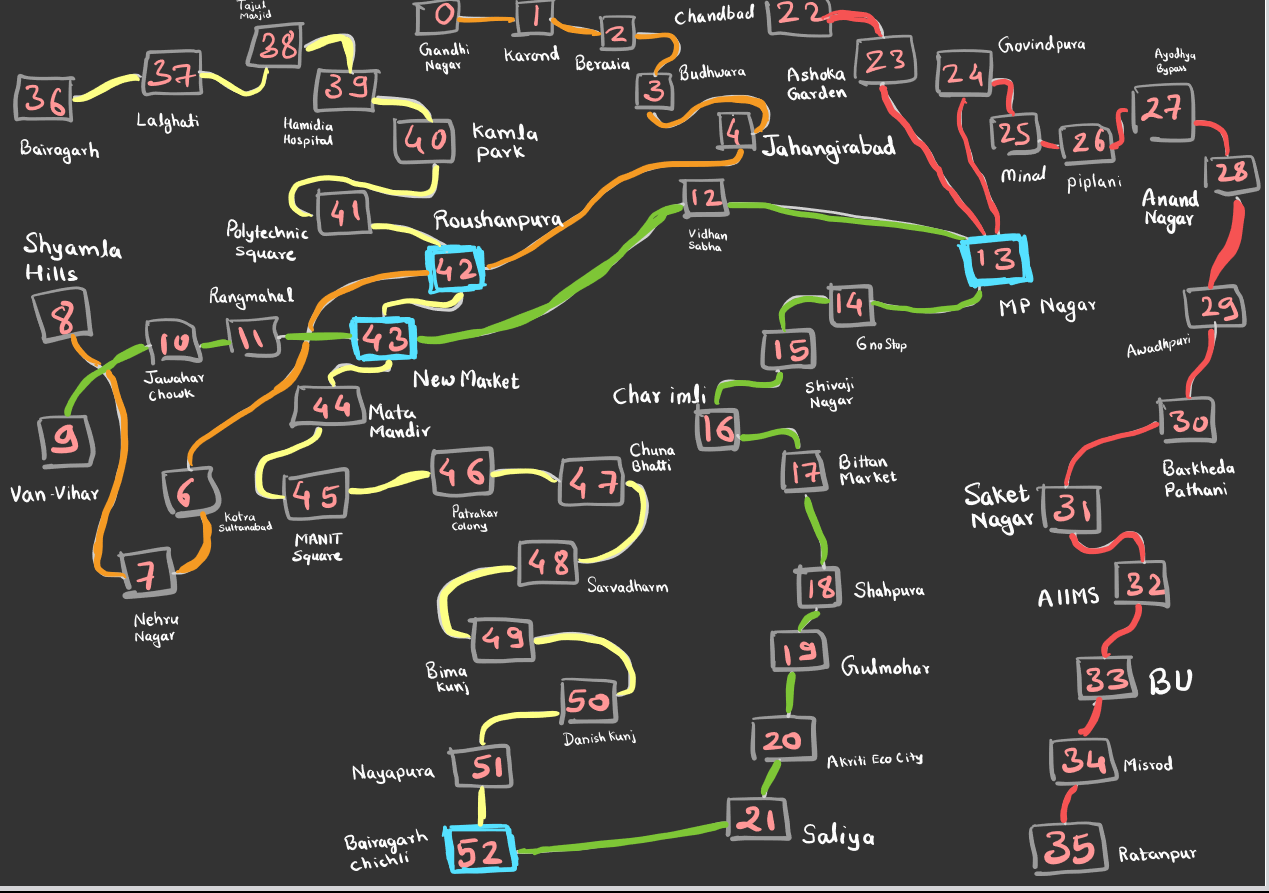 Tajul
Masjid
38
0
Gandhi
Nagar
1
Karond
2
Berasia
Chandbad
22
36
Bairagarh
37
Lalghati
39
Hamidia
Hospital
40
Kamla
park
3
Budhwara
4
Jahangirabad
Ashoka
Garden
23
24
Govindpura
25
Minal
26
piplani
Ayodhya
Bypass
27
28
Anand
Nagar
41
Polytechnic
Square
Roushanpura
42
12
Vidhan
Sabha
13
MP Nagar
Shyamla
Hills
8
Rangmahal
10
Jawahar
Chowk
11
43
New Market
14
G no Stop
15
Shivaji
Nagar
29
Awadhpuri
9
Van-Vihar
44
Mata
Mandir
Char imli
16
17
Bittan
Market
30
Barkheda
Pathani
6
Kotra
Sultanabad
45
MANIT
Square
46
Patrakar
Colony
47
Chuna
Bhatti
Saket
Nagar
31
7
Nehru
Nagar
48
Sarvadharm
18
Shahpura
AIIMS
32
49
Bima
Kunj
19
Gulmohar
33
BU
50
Danish Kunj
20
Akriti Eco City
34
Misrod
Nayapura
51
21
Saliya
35
Ratanpur
Bairagarh
chichli
52